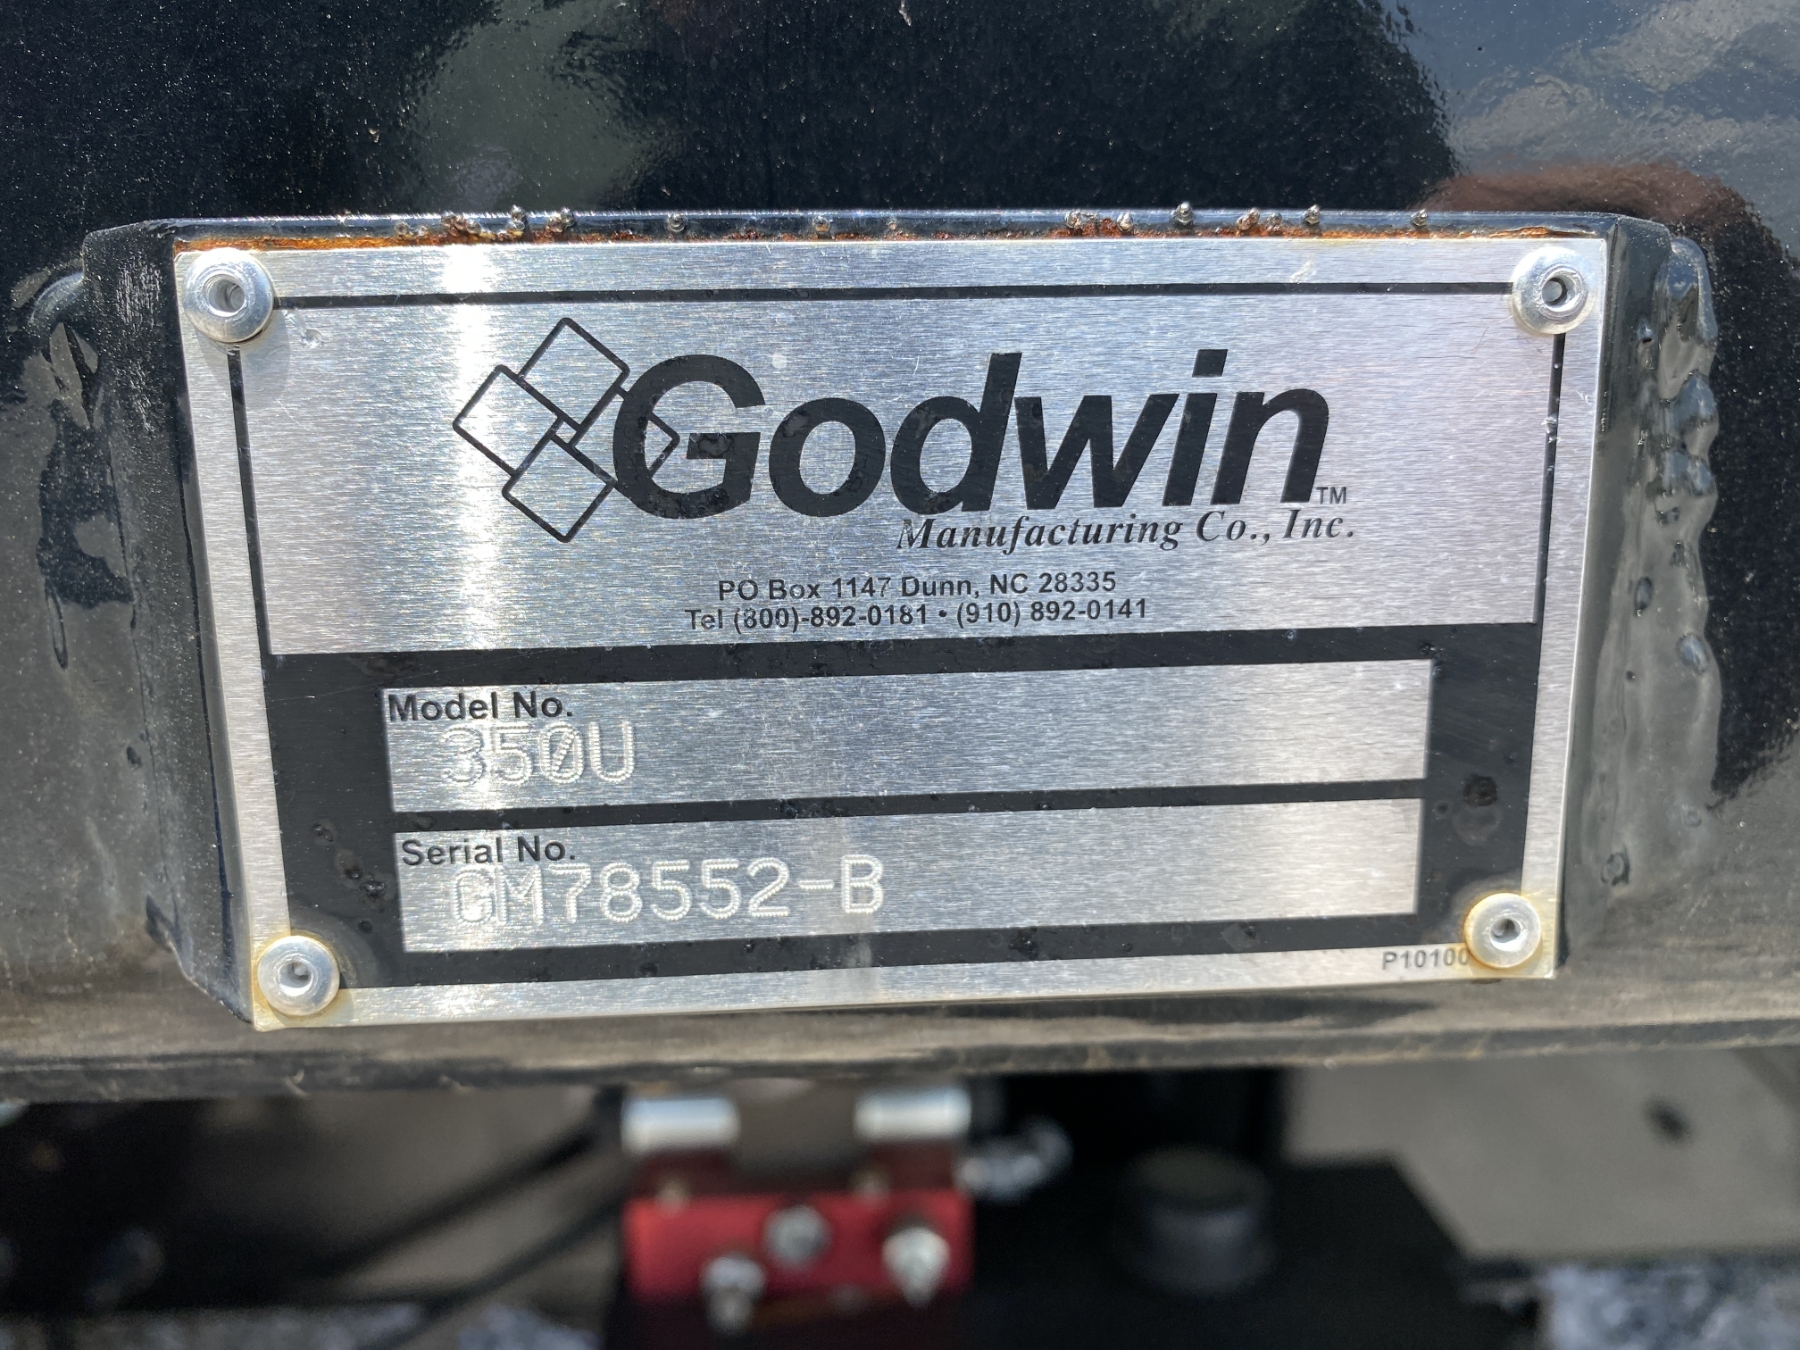 Godwin™
Manufacturing Co., Inc.
PO Box 1147 Dunn, NC 28335
Tel (800)-892-0181 • (910) 892-0141
Model No.
350U
Serial No.
GM78552-B